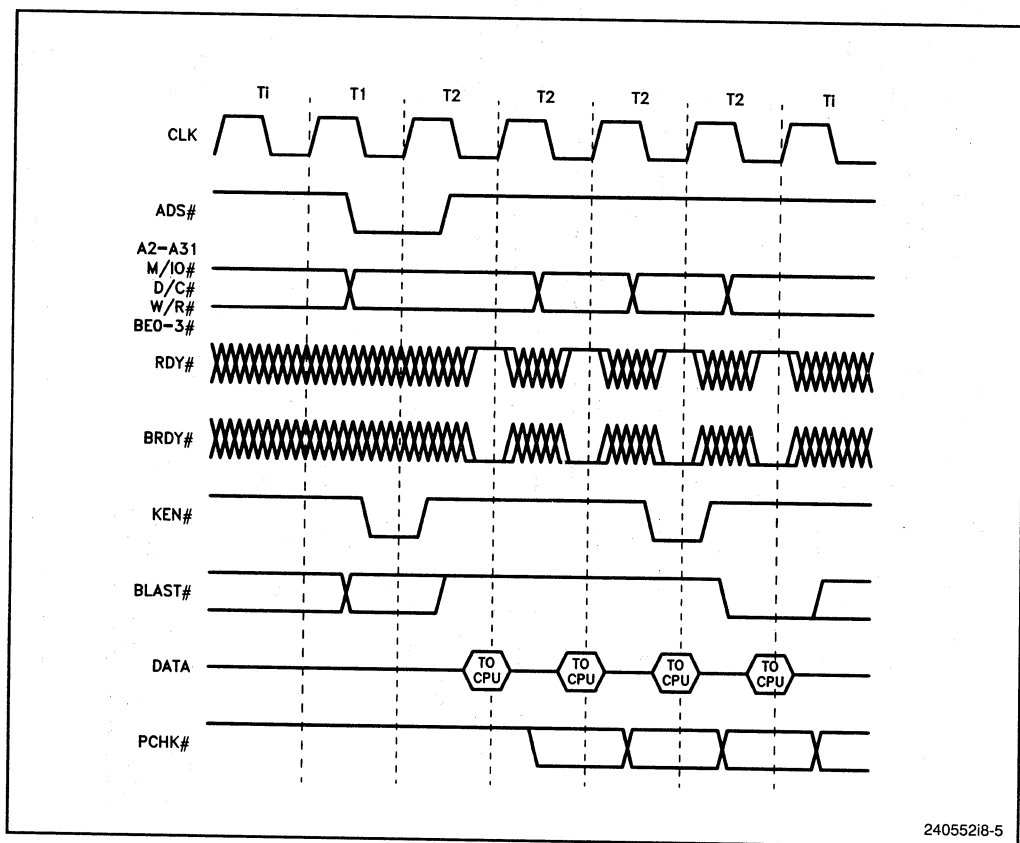 Ti T1 T2 T2 T2 T2 Ti
CLK
ADS#
A2-A31
M/IO#
D/C#
W/R#
BE0-3#
RDY#
BRDY#
KEN#
BLAST#
DATA
TO CPU
TO CPU
TO CPU
TO CPU
PCHK#
240552i8-5